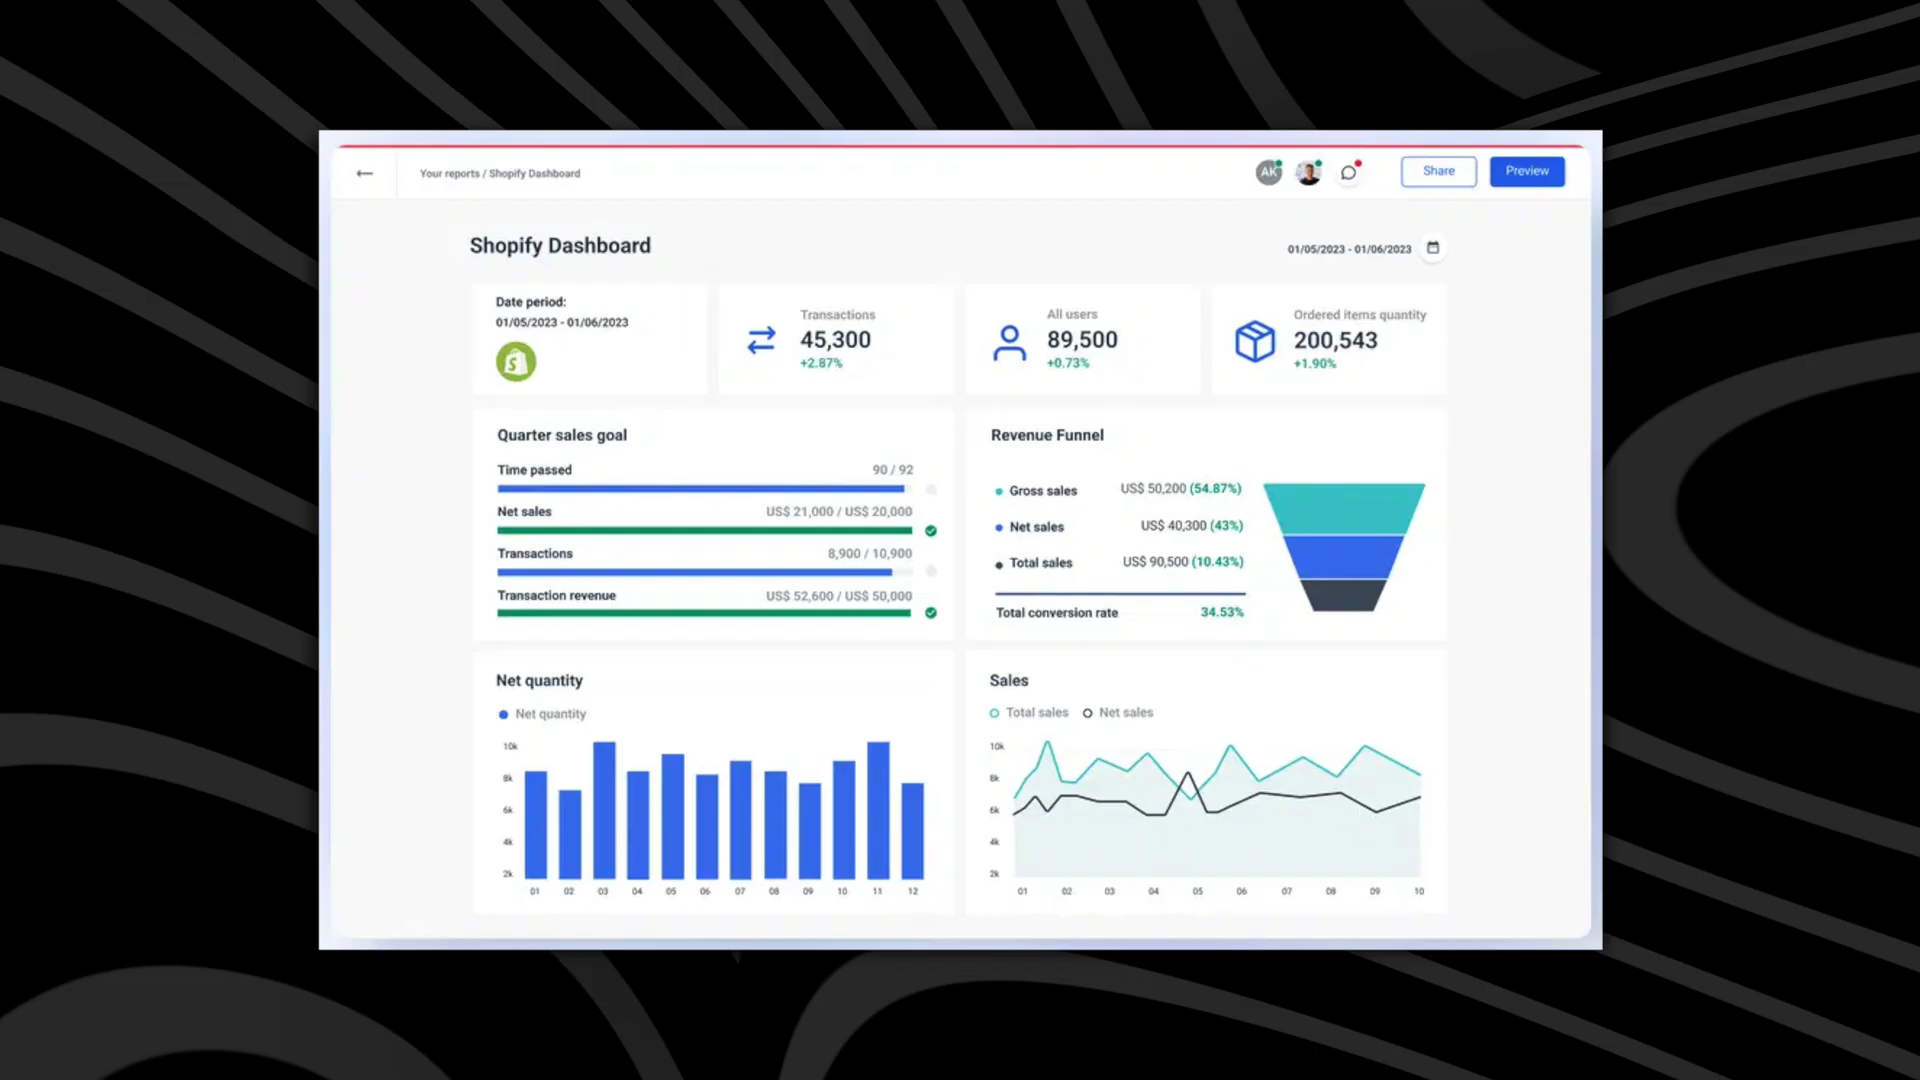 Your reports / Shopify Dashboard
AK
Share
Preview
Shopify Dashboard
01/05/2023 - 01/06/2023
Date period:
01/05/2023 - 01/06/2023
Transactions
45,300
+2.87%
All users
89,500
+0.73%
Ordered items quantity
200,543
+1.90%
Quarter sales goal
Time passed 90 / 92
Net sales US$ 21,000 / US$ 20,000
Transactions 8,900 / 10,900
Transaction revenue US$ 52,600 / US$ 50,000
Revenue Funnel
Gross sales US$ 50,200 (54.87%)
Net sales US$ 40,300 (43%)
Total sales US$ 90,500 (10.43%)
Total conversion rate 34.53%
Net quantity
Net quantity
10k
8k
6k
4k
2k
01 02 03 04 05 06 07 08 09 10 11 12
Sales
Total sales Net sales
10k
8k
6k
4k
2k
01 02 03 04 05 06 07 08 09 10